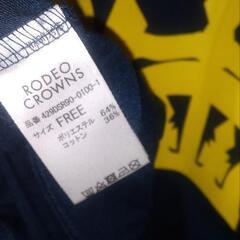 RODEO
CROWNS
品番 429DSR90-0100-1
サイズ FREE
ポリエステル 64%
コットン 36%